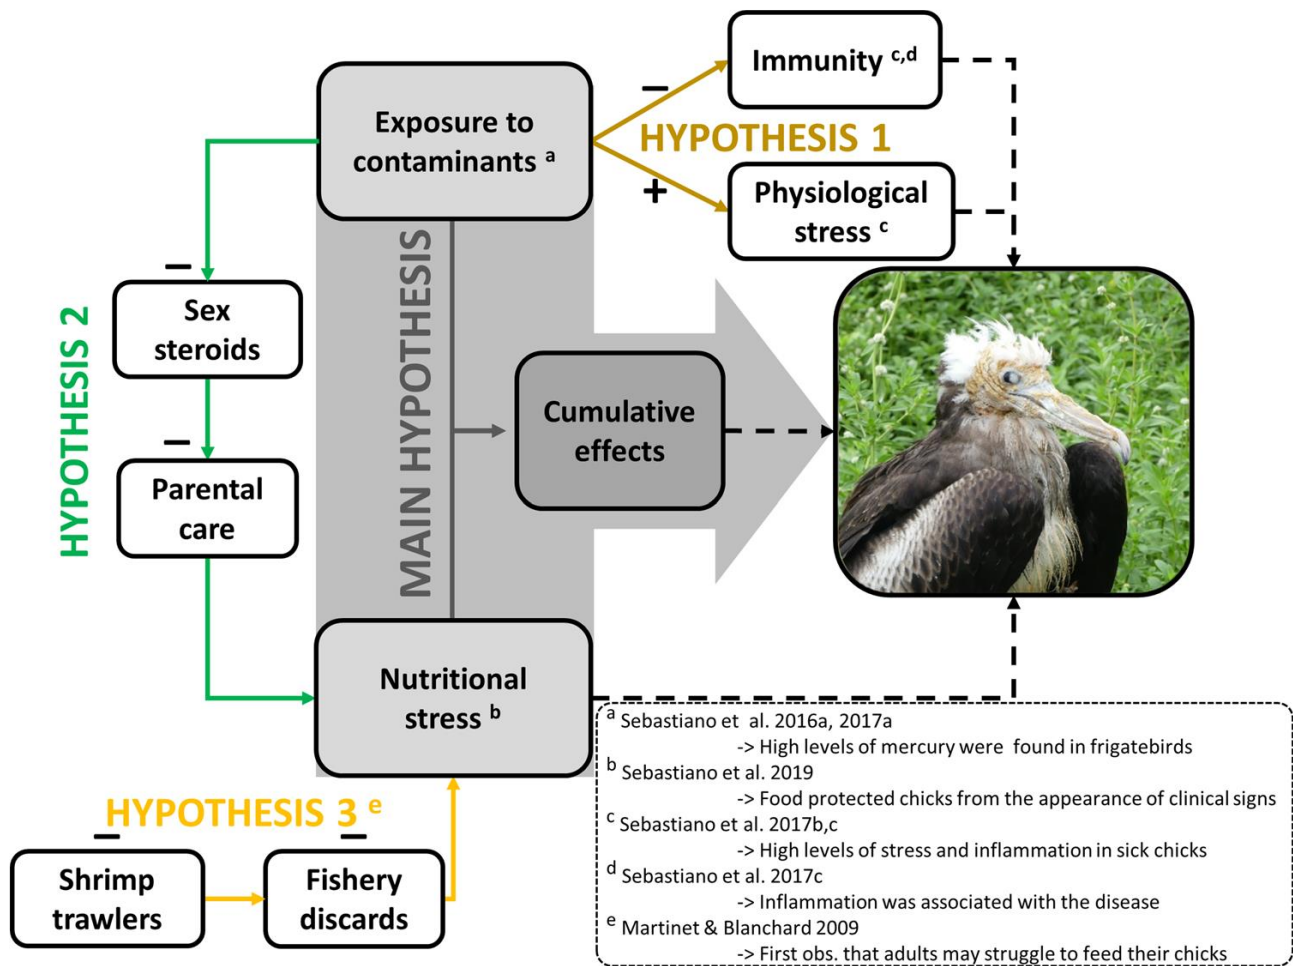 Immunity c,d
Exposure to
contaminants a
−
HYPOTHESIS 1
+
Physiological
stress c
MAIN HYPOTHESIS
HYPOTHESIS 2
−
Sex
steroids
−
Parental
care
Cumulative
effects
Nutritional
stress b
HYPOTHESIS 3 e
−
−
Shrimp
trawlers
Fishery
discards
a Sebastiano et al. 2016a, 2017a
-> High levels of mercury were found in frigatebirds
b Sebastiano et al. 2019
-> Food protected chicks from the appearance of clinical signs
c Sebastiano et al. 2017b,c
-> High levels of stress and inflammation in sick chicks
d Sebastiano et al. 2017c
-> Inflammation was associated with the disease
e Martinet & Blanchard 2009
-> First obs. that adults may struggle to feed their chicks